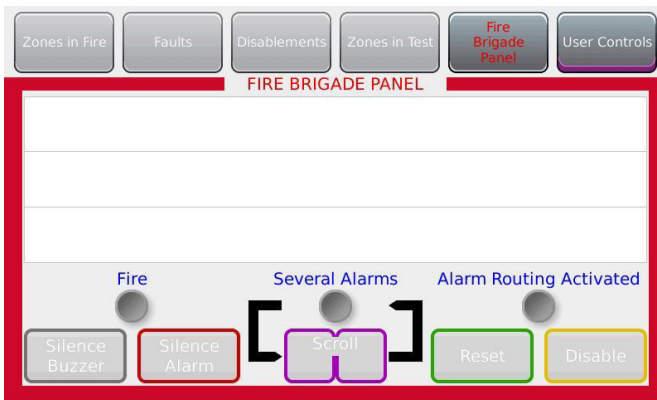 Zones in Fire
Faults
Disablements
Zones in Test
Fire
Brigade
Panel
User Controls
FIRE BRIGADE PANEL
Fire
Several Alarms
Alarm Routing Activated
Silence
Buzzer
Silence
Alarm
Scroll
Reset
Disable